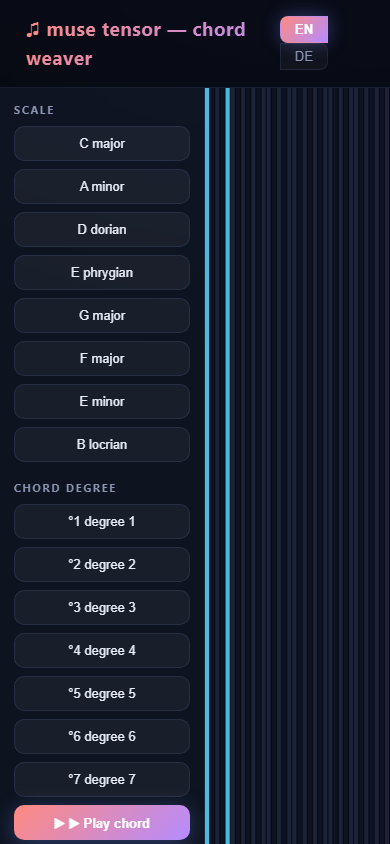 ♫ muse tensor — chord
weaver
EN
DE
SCALE
C major
A minor
D dorian
E phrygian
G major
F major
E minor
B locrian
CHORD DEGREE
°1 degree 1
°2 degree 2
°3 degree 3
°4 degree 4
°5 degree 5
°6 degree 6
°7 degree 7
▶ ▶ Play chord